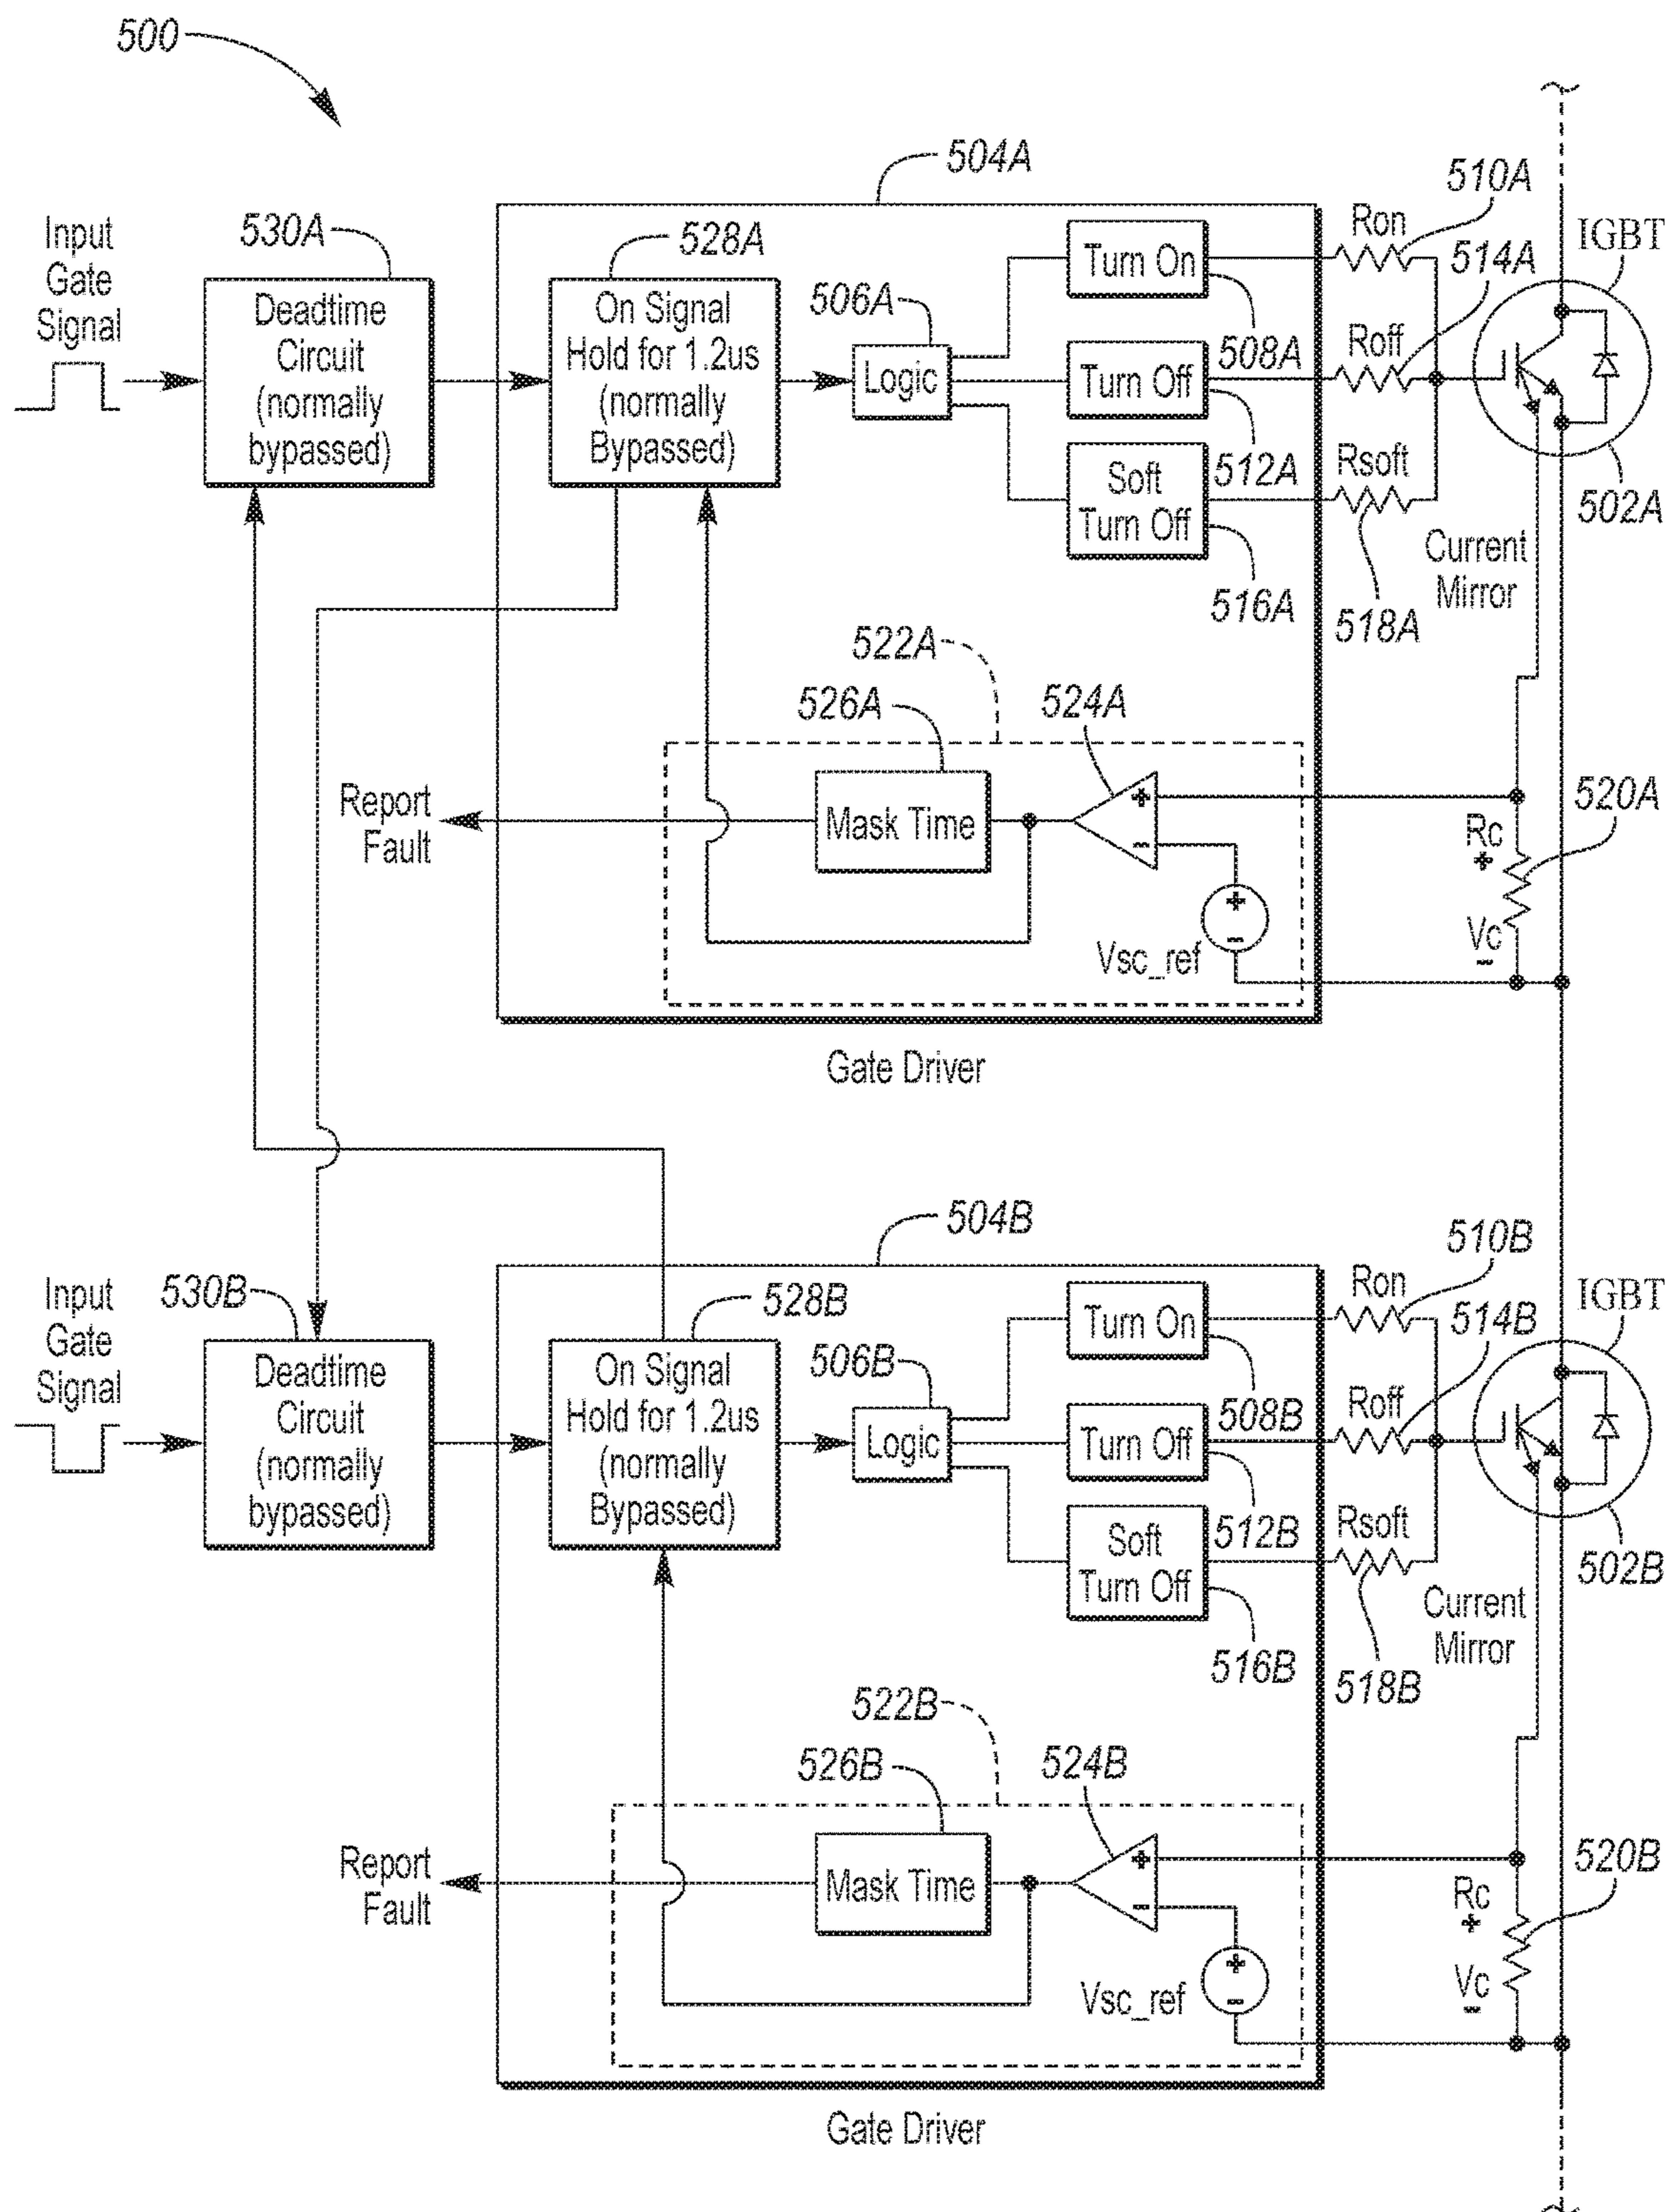 500
504A
510A
Input
Gate
Signal
530A
528A
Ron
514A
IGBT
Deadtime
Circuit
(normally
bypassed)
On Signal
Hold for 1.2us
(normally
Bypassed)
506A
Logic
Turn On
508A
Roff
Turn Off
512A
Rsoft
502A
Soft
Turn Off
516A
518A
Current
Mirror
522A
526A
524A
Report
Fault
Mask Time
+
−
520A
Rc
+
Vc
−
+
−
Vsc_ref
Gate Driver
504B
510B
Input
Gate
Signal
530B
528B
Ron
514B
IGBT
Deadtime
Circuit
(normally
bypassed)
On Signal
Hold for 1.2us
(normally
Bypassed)
506B
Logic
Turn On
508B
Roff
Turn Off
512B
Rsoft
502B
Soft
Turn Off
516B
518B
Current
Mirror
522B
526B
524B
Report
Fault
Mask Time
+
−
520B
Rc
+
Vc
−
+
−
Vsc_ref
Gate Driver